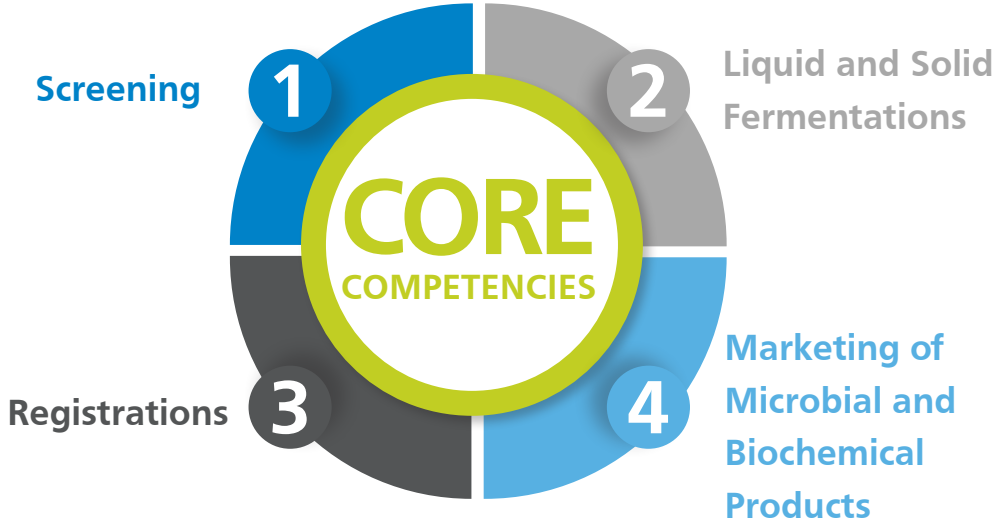 CORE
COMPETENCIES
1
Screening
2
Liquid and Solid
Fermentations
3
Registrations
4
Marketing of
Microbial and
Biochemical
Products